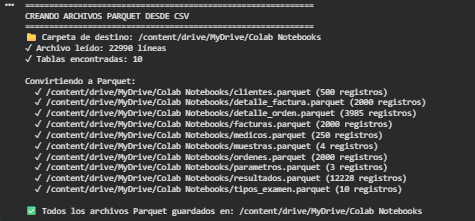 ============================================================
CREANDO ARCHIVOS PARQUET DESDE CSV
============================================================
📁 Carpeta de destino: /content/drive/MyDrive/Colab Notebooks
✓ Archivo leído: 22990 líneas
✓ Tablas encontradas: 10

Convirtiendo a Parquet:
✓ /content/drive/MyDrive/Colab Notebooks/clientes.parquet (500 registros)
✓ /content/drive/MyDrive/Colab Notebooks/detalle_factura.parquet (2000 registros)
✓ /content/drive/MyDrive/Colab Notebooks/detalle_orden.parquet (3985 registros)
✓ /content/drive/MyDrive/Colab Notebooks/facturas.parquet (2000 registros)
✓ /content/drive/MyDrive/Colab Notebooks/medicos.parquet (250 registros)
✓ /content/drive/MyDrive/Colab Notebooks/muestras.parquet (4 registros)
✓ /content/drive/MyDrive/Colab Notebooks/ordenes.parquet (2000 registros)
✓ /content/drive/MyDrive/Colab Notebooks/parametros.parquet (3 registros)
✓ /content/drive/MyDrive/Colab Notebooks/resultados.parquet (12228 registros)
✓ /content/drive/MyDrive/Colab Notebooks/tipos_examen.parquet (10 registros)

✅ Todos los archivos Parquet guardados en: /content/drive/MyDrive/Colab Notebooks